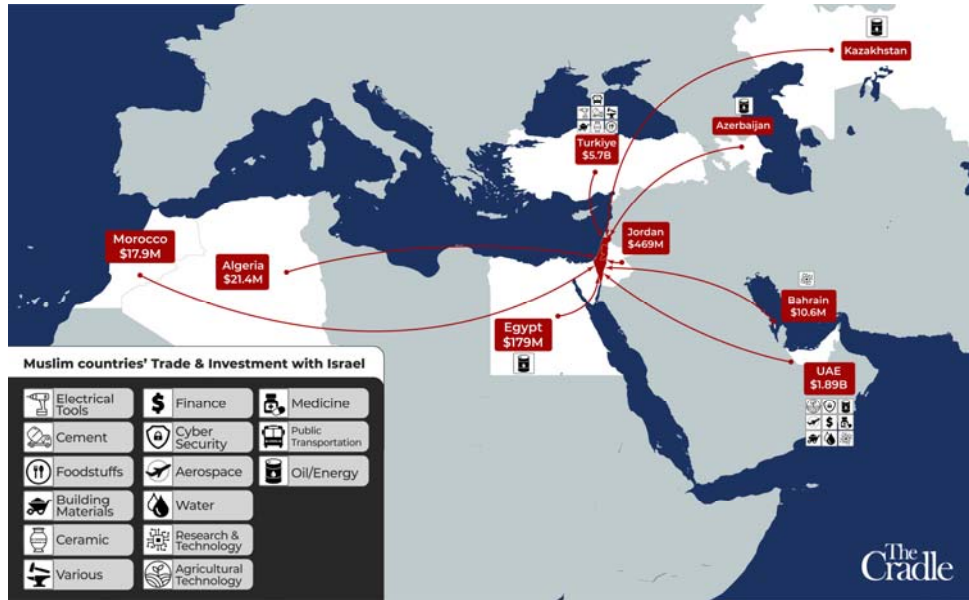 Kazakhstan
Azerbaijan
Turkiye
$5.7B
Jordan
$469M
Morocco
$17.9M
Algeria
$21.4M
Bahrain
$10.6M
Egypt
$179M
UAE
$1.89B
Muslim countries' Trade & Investment with Israel
Electrical
Tools
Cement
Foodstuffs
Building
Materials
Ceramic
Various
$ Finance
Cyber
Security
Aerospace
Water
Research &
Technology
Agricultural
Technology
Medicine
Public
Transportation
Oil/Energy
$
The
Cradle